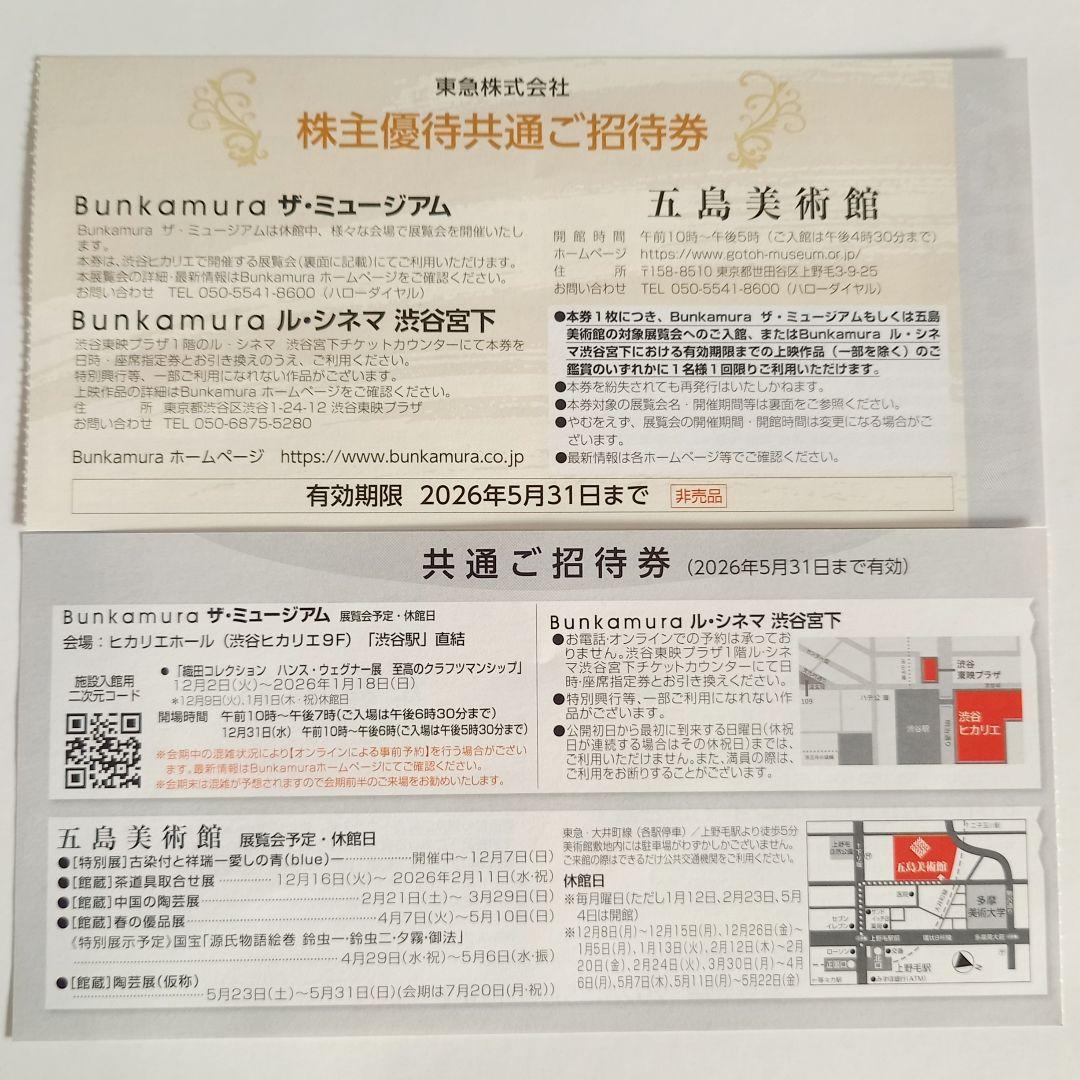 東急株式会社
株主優待共通ご招待券
Bunkamura ザ・ミュージアム
Bunkamura ザ・ミュージアムは休館中、様々な会場で展覧会を開催いたし
ます。
本券は、渋谷ヒカリエで開催する展覧会(裏面に記載)にてご利用いただけます。
本展覧会の詳細・最新情報はBunkamura ホームページをご確認ください。
お問い合わせ TEL 050-5541-8600(ハローダイヤル)
Bunkamura ル・シネマ 渋谷宮下
渋谷東映プラザ1階のル・シネマ 渋谷宮下チケットカウンターにて本券を
日時・座席指定券とお引き換えのうえ、ご利用ください。
特別興行等、一部ご利用になれない作品がございます。
上映作品の詳細はBunkamura ホームページをご確認ください。
住 所 東京都渋谷区渋谷1-24-12 渋谷東映プラザ
お問い合わせ TEL 050-6875-5280
Bunkamura ホームページ https://www.bunkamura.co.jp
五島美術館
開館時間 午前10時〜午後5時(ご入館は午後4時30分まで)
ホームページ https://www.gotoh-museum.or.jp/
住 所 〒158-8510 東京都世田谷区上野毛3-9-25
お問い合わせ TEL 050-5541-8600(ハローダイヤル)
●本券1枚につき、Bunkamura ザ・ミュージアムもしくは五島
美術館の対象展覧会へのご入館、またはBunkamura ル・シネ
マ渋谷宮下における有効期限までの上映作品(一部を除く)のご
鑑賞のいずれかに1名様1回限りご利用いただけます。
●本券を紛失されても再発行はいたしかねます。
●本券対象の展覧会名・開催期間等は裏面をご参照ください。
●やむをえず、展覧会の開催期間・開館時間は変更になる場合がご
ざいます。
●最新情報は各ホームページ等でご確認ください。
有効期限 2026年5月31日まで 非売品
共通ご招待券(2026年5月31日まで有効)
Bunkamura ザ・ミュージアム 展覧会予定・休館日
会場:ヒカリエホール(渋谷ヒカリエ9F)「渋谷駅」直結
施設入館用
二次元コード
●「織田コレクション ハンス・ウェグナー展 至高のクラフツマンシップ」
12月2日(火)〜2026年1月18日(日)
*12月9日(火)、1月1日(木・祝)休館日
開場時間 午前10時〜午後7時(ご入場は午後6時30分まで)
12月31日(水) 午前10時〜午後6時(ご入場は午後5時30分まで)
※会期中の混雑状況により【オンラインによる事前予約】を行う場合がござい
ます。最新情報はBunkamuraホームページにてご確認ください。
※会期末は混雑が予想されますので会期前半のご来場をお勧めいたします。
Bunkamura ル・シネマ 渋谷宮下
●お電話・オンラインでの予約は承ってお
りません。渋谷東映プラザ1階ル・シネ
マ渋谷宮下チケットカウンターにて日
時・座席指定券とお引き換えください。
●特別興行等、一部ご利用になれない作
品がございます。
●公開初日から最初に到来する日曜日(休祝
日が連続する場合はその休祝日)までは、
ご利用いただけません。また、満員の際は、
ご利用をお断りすることがございます。
渋谷
東映プラザ
ハチ公
109
渋谷駅
明治通り
渋谷
ヒカリエ
五島美術館 展覧会予定・休館日
●[特別展]古染付と祥瑞―愛しの青(blue)― 開催中〜12月7日(日)
●[館蔵]茶道具取合せ展 12月16日(火)〜 2026年2月11日(水・祝)
●[館蔵]中国の陶芸展 2月21日(土)〜 3月29日(日)
●[館蔵]春の優品展 4月7日(火)〜5月10日(日)
《特別展示予定》国宝「源氏物語絵巻 鈴虫一・鈴虫二・夕霧・御法」
4月29日(水・祝)〜5月6日(水・振)
●[館蔵]陶芸展(仮称)
5月23日(土)〜5月31日(日)(会期は7月20日(月・祝))
東急・大井町線(各駅停車)/上野毛駅より徒歩5分
美術館敷地内には駐車場がわずかしかございません。
ご来館の際はできるだけ公共交通機関をご利用ください。
休館日
※毎月曜日(ただし1月12日、2月23日、5月
4日は開館)
※12月8日(月)〜12月15日(月)、12月26日(金)〜
1月5日(月)、1月13日(火)、2月12日(木)〜2月
20日(金)、2月24日(火)、3月30日(月)〜4月
6日(月)、5月7日(木)、5月11日(月)〜5月22日(金)
至二子玉川駅
上野毛
自然公園
五島美術館
医院
多摩
美術大学
セブン
イレブン
薬局
上野毛駅前
環状8号線
多摩美大前
ローソン
交番
正面口
北口
上野毛駅
みずほ銀行(ATM)